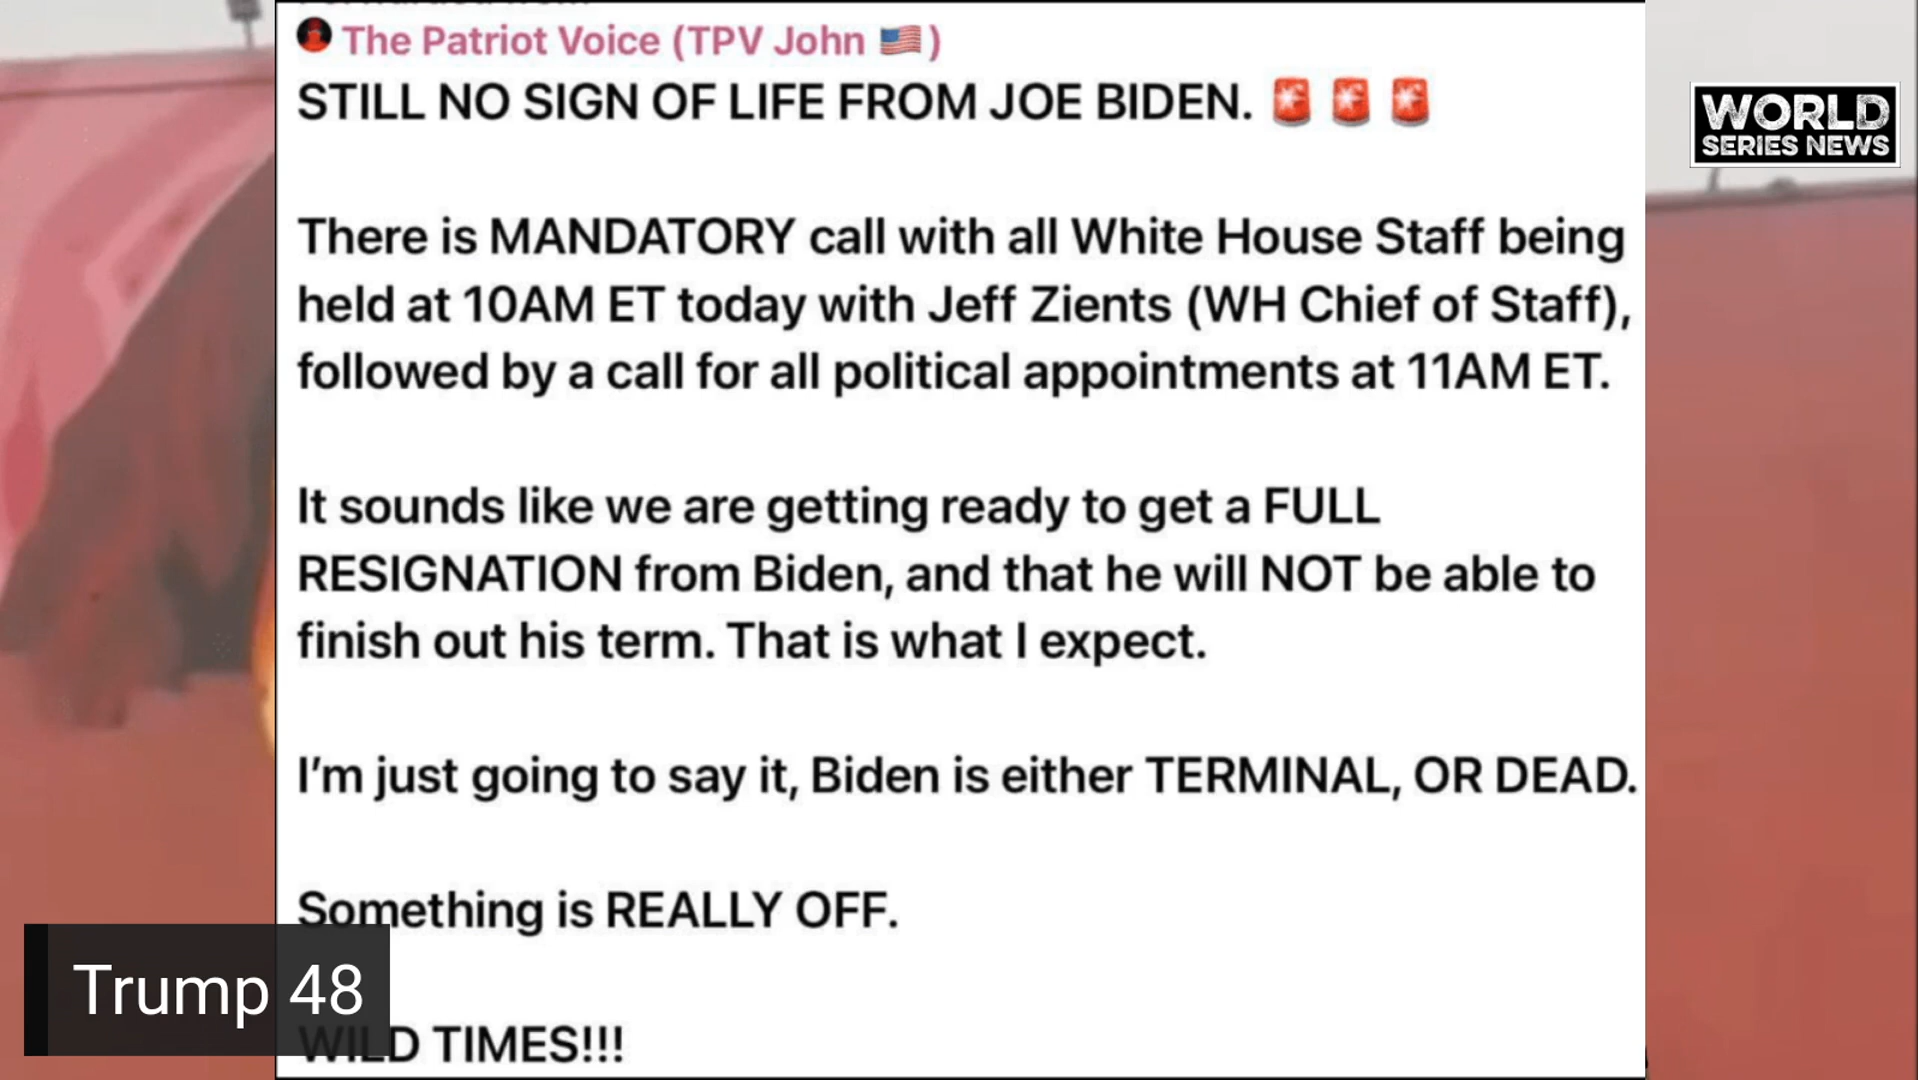 The Patriot Voice (TPV John 🇺🇸)
STILL NO SIGN OF LIFE FROM JOE BIDEN. 🚨 🚨 🚨
WORLD
SERIES NEWS
There is MANDATORY call with all White House Staff being
held at 10AM ET today with Jeff Zients (WH Chief of Staff),
followed by a call for all political appointments at 11AM ET.
It sounds like we are getting ready to get a FULL
RESIGNATION from Biden, and that he will NOT be able to
finish out his term. That is what I expect.
I'm just going to say it, Biden is either TERMINAL, OR DEAD.
Something is REALLY OFF.
Trump 48
WILD TIMES!!!